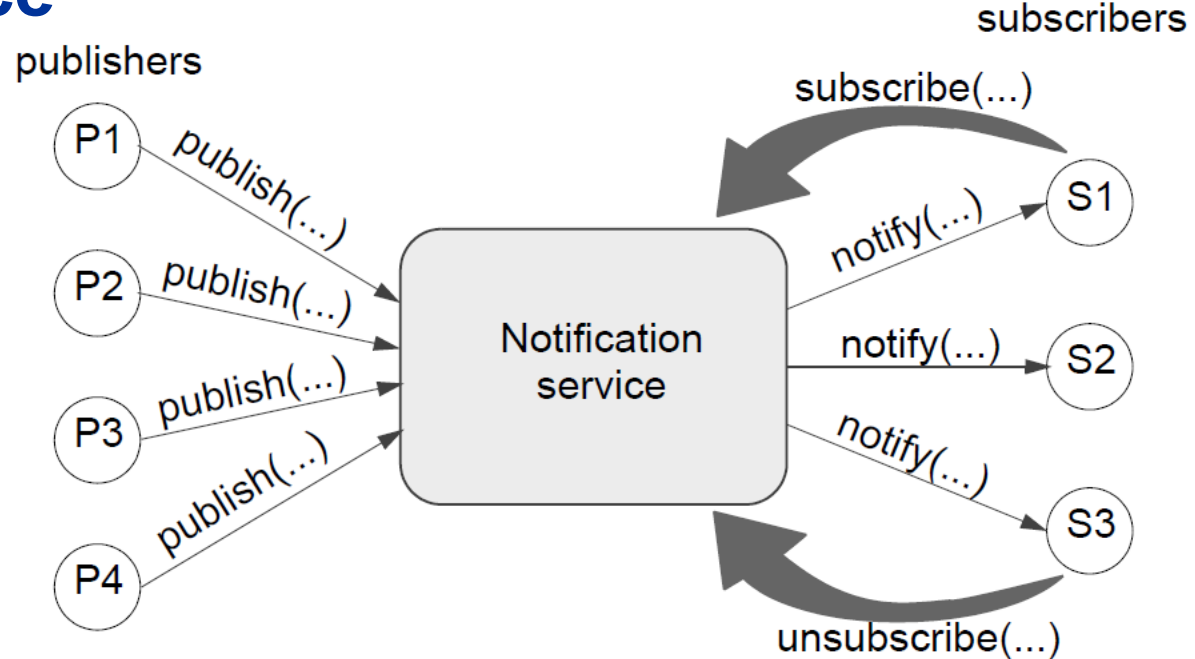 subscribers
publishers
subscribe(...)
P1
publish(...)
S1
notify(...)
P2
publish(...)
Notification
service
notify(...)
S2
P3
publish(...)
notify(...)
P4
publish(...)
S3
unsubscribe(...)